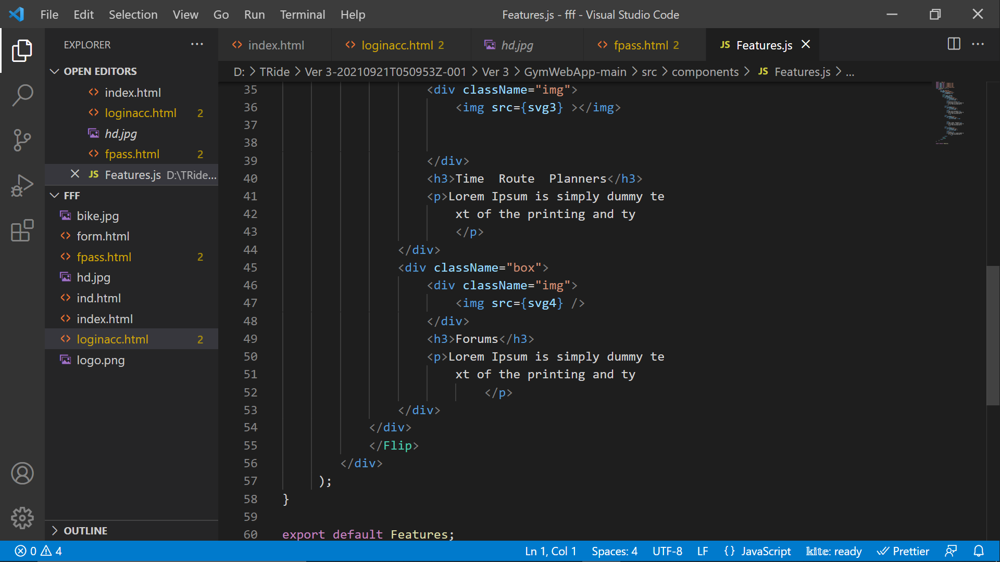 File Edit Selection View Go Run Terminal Help
Features.js - fff - Visual Studio Code
EXPLORER
OPEN EDITORS
index.html
loginacc.html 2
hd.jpg
fpass.html 2
JS Features.js D:\TRide...
FFF
bike.jpg
form.html
fpass.html 2
hd.jpg
ind.html
index.html
loginacc.html 2
logo.png
OUTLINE
index.html
loginacc.html 2
hd.jpg
fpass.html 2
JS Features.js
D: > TRide > Ver 3-20210921T050953Z-001 > Ver 3 > GymWebApp-main > src > components > JS Features.js > ...
35 <div className="img">
36 <img src={svg3} ></img>
37
38
39 </div>
40 <h3>Time  Route  Planners</h3>
41 <p>Lorem Ipsum is simply dummy te
42 xt of the printing and ty
43 </p>
44 </div>
45 <div className="box">
46 <div className="img">
47 <img src={svg4} />
48 </div>
49 <h3>Forums</h3>
50 <p>Lorem Ipsum is simply dummy te
51 xt of the printing and ty
52 </p>
53 </div>
54 </div>
55 </Flip>
56 </div>
57 );
58 }
59
60 export default Features;
0 4
Ln 1, Col 1 Spaces: 4 UTF-8 LF {} JavaScript kite: ready Prettier